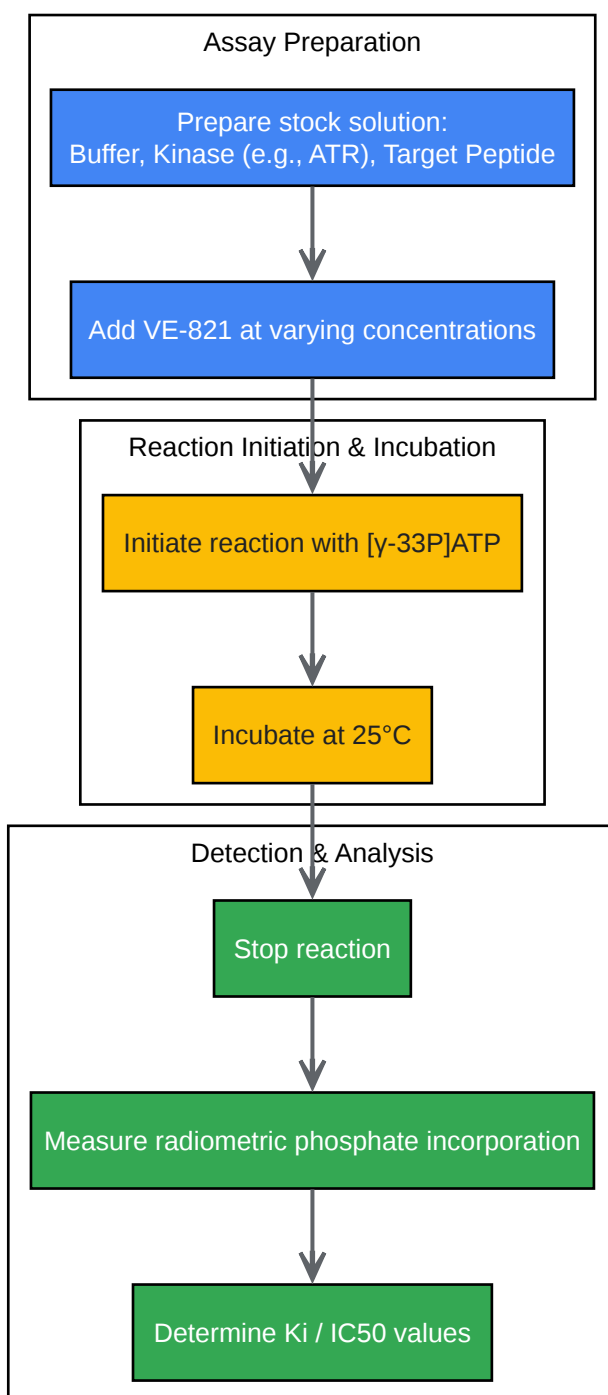 Assay Preparation
Prepare stock solution:
Buffer, Kinase (e.g., ATR), Target Peptide
Add VE-821 at varying concentrations
Reaction Initiation & Incubation
Initiate reaction with [γ-33P]ATP
Incubate at 25°C
Detection & Analysis
Stop reaction
Measure radiometric phosphate incorporation
Determine Ki / IC50 values